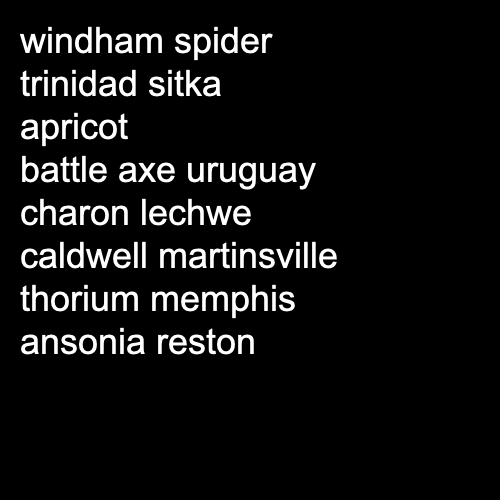 windham spider
trinidad sitka
apricot
battle axe uruguay
charon lechwe
caldwell martinsville
thorium memphis
ansonia reston